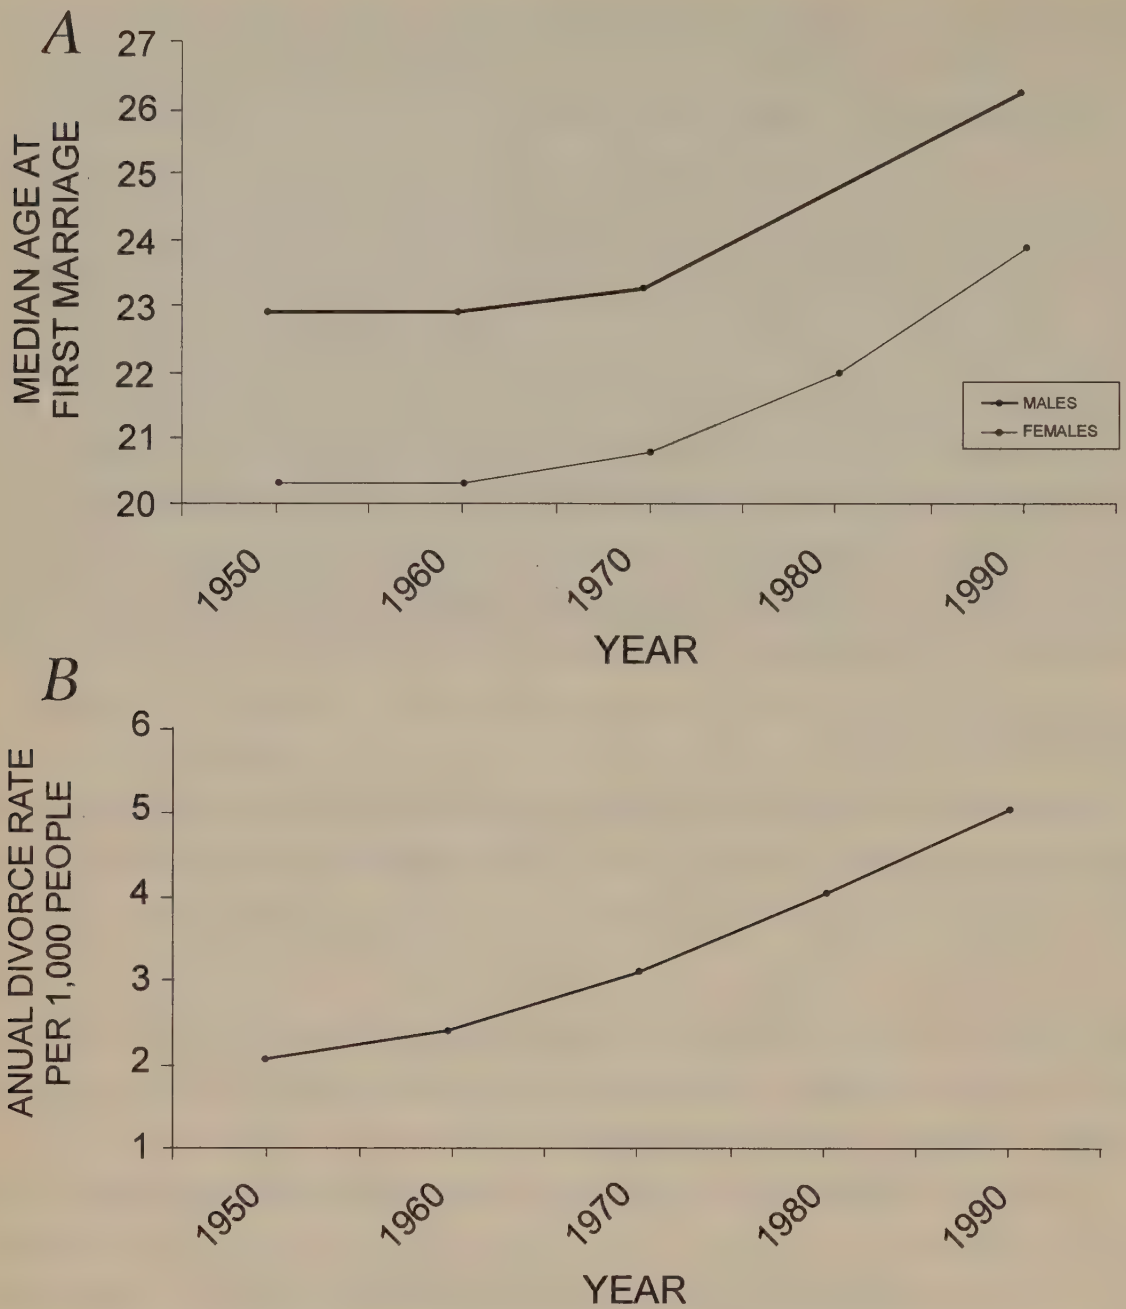 A
27
26
25
24
23
22
21
20
MEDIAN AGE AT
FIRST MARRIAGE
MALES
FEMALES
1950
1960
1970
1980
1990
YEAR
B
6
5
4
3
2
1
ANUAL DIVORCE RATE
PER 1,000 PEOPLE
1950
1960
1970
1980
1990
YEAR